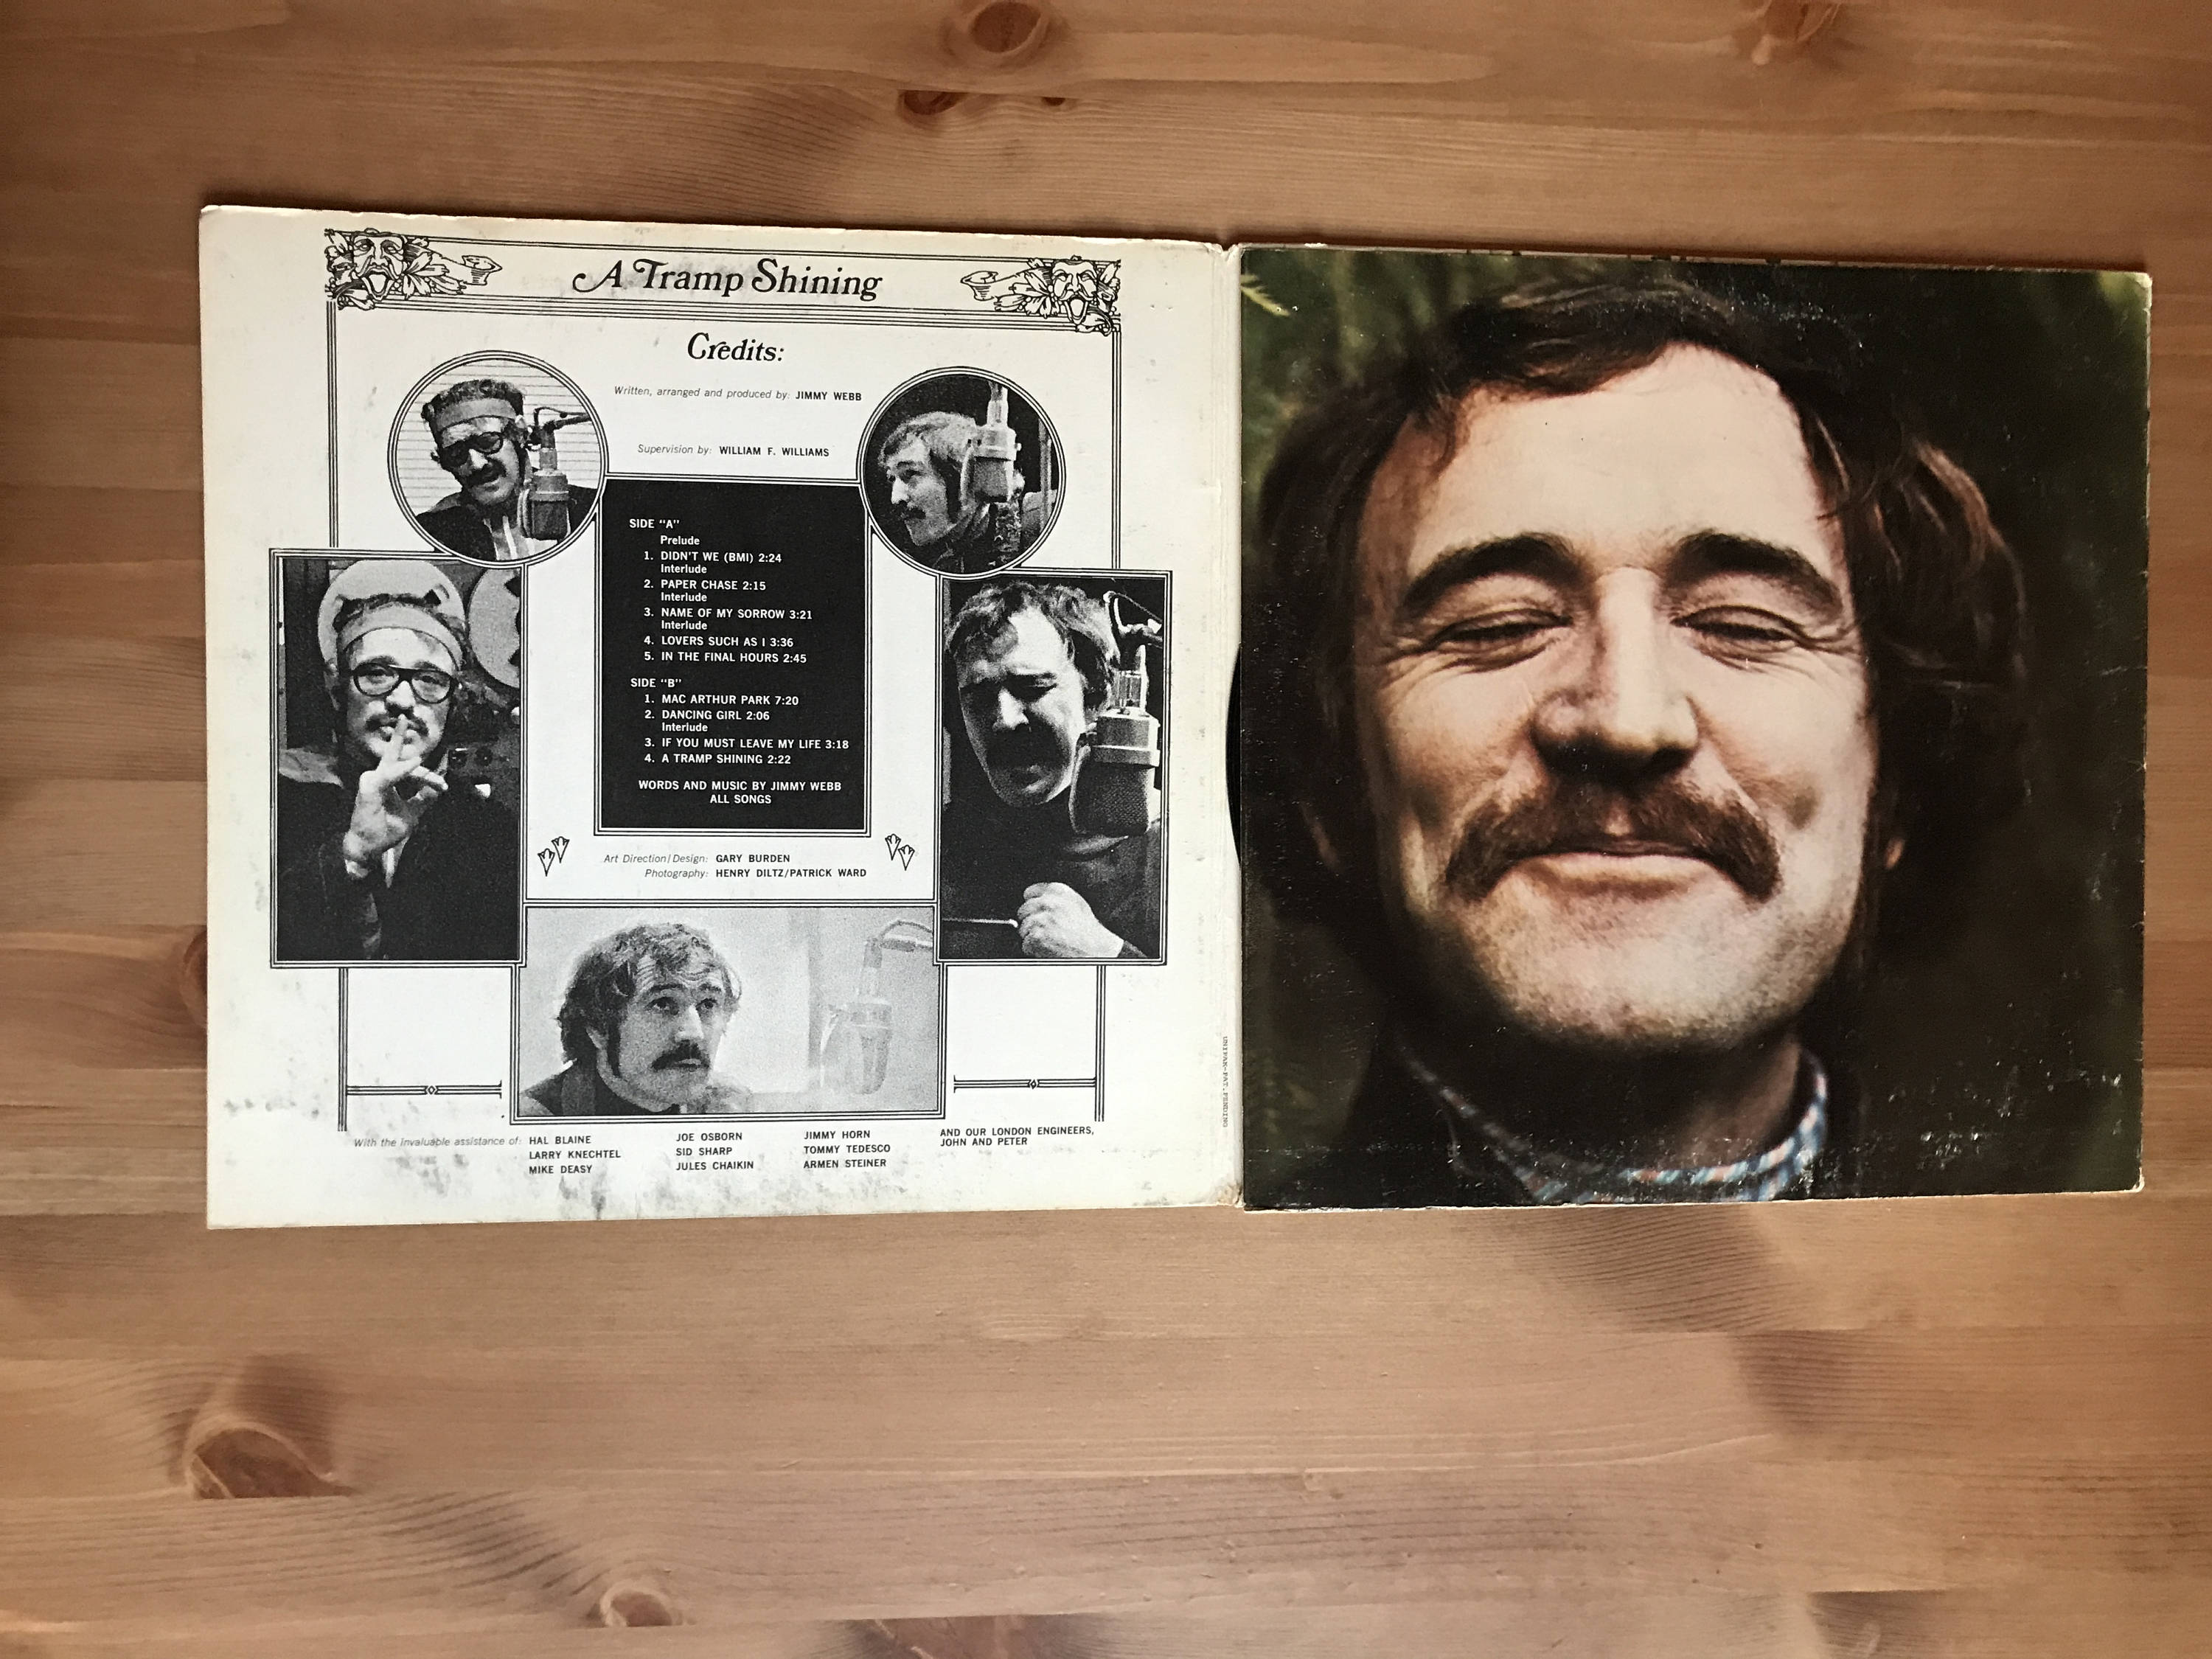 A Tramp Shining
Credits:
Written, arranged and produced by: JIMMY WEBB
Supervision by: WILLIAM F. WILLIAMS
SIDE "A"
Prelude
1. DIDN'T WE (BMI) 2:24
Interlude
2. PAPER CHASE 2:15
Interlude
3. NAME OF MY SORROW 3:21
Interlude
4. LOVERS SUCH AS I 3:36
5. IN THE FINAL HOURS 2:45
SIDE "B"
1. MAC ARTHUR PARK 7:20
2. DANCING GIRL 2:06
Interlude
3. IF YOU MUST LEAVE MY LIFE 3:18
4. A TRAMP SHINING 2:22
WORDS AND MUSIC BY JIMMY WEBB
ALL SONGS
Art Direction/Design: GARY BURDEN
Photography: HENRY DILTZ/PATRICK WARD
With the invaluable assistance of: HAL BLAINE
LARRY KNECHTEL
MIKE DEASY
JOE OSBORN
SID SHARP
JULES CHAIKIN
JIMMY HORN
TOMMY TEDESCO
ARMEN STEINER
AND OUR LONDON ENGINEERS,
JOHN AND PETER
UNIPAK-PAT. PENDING